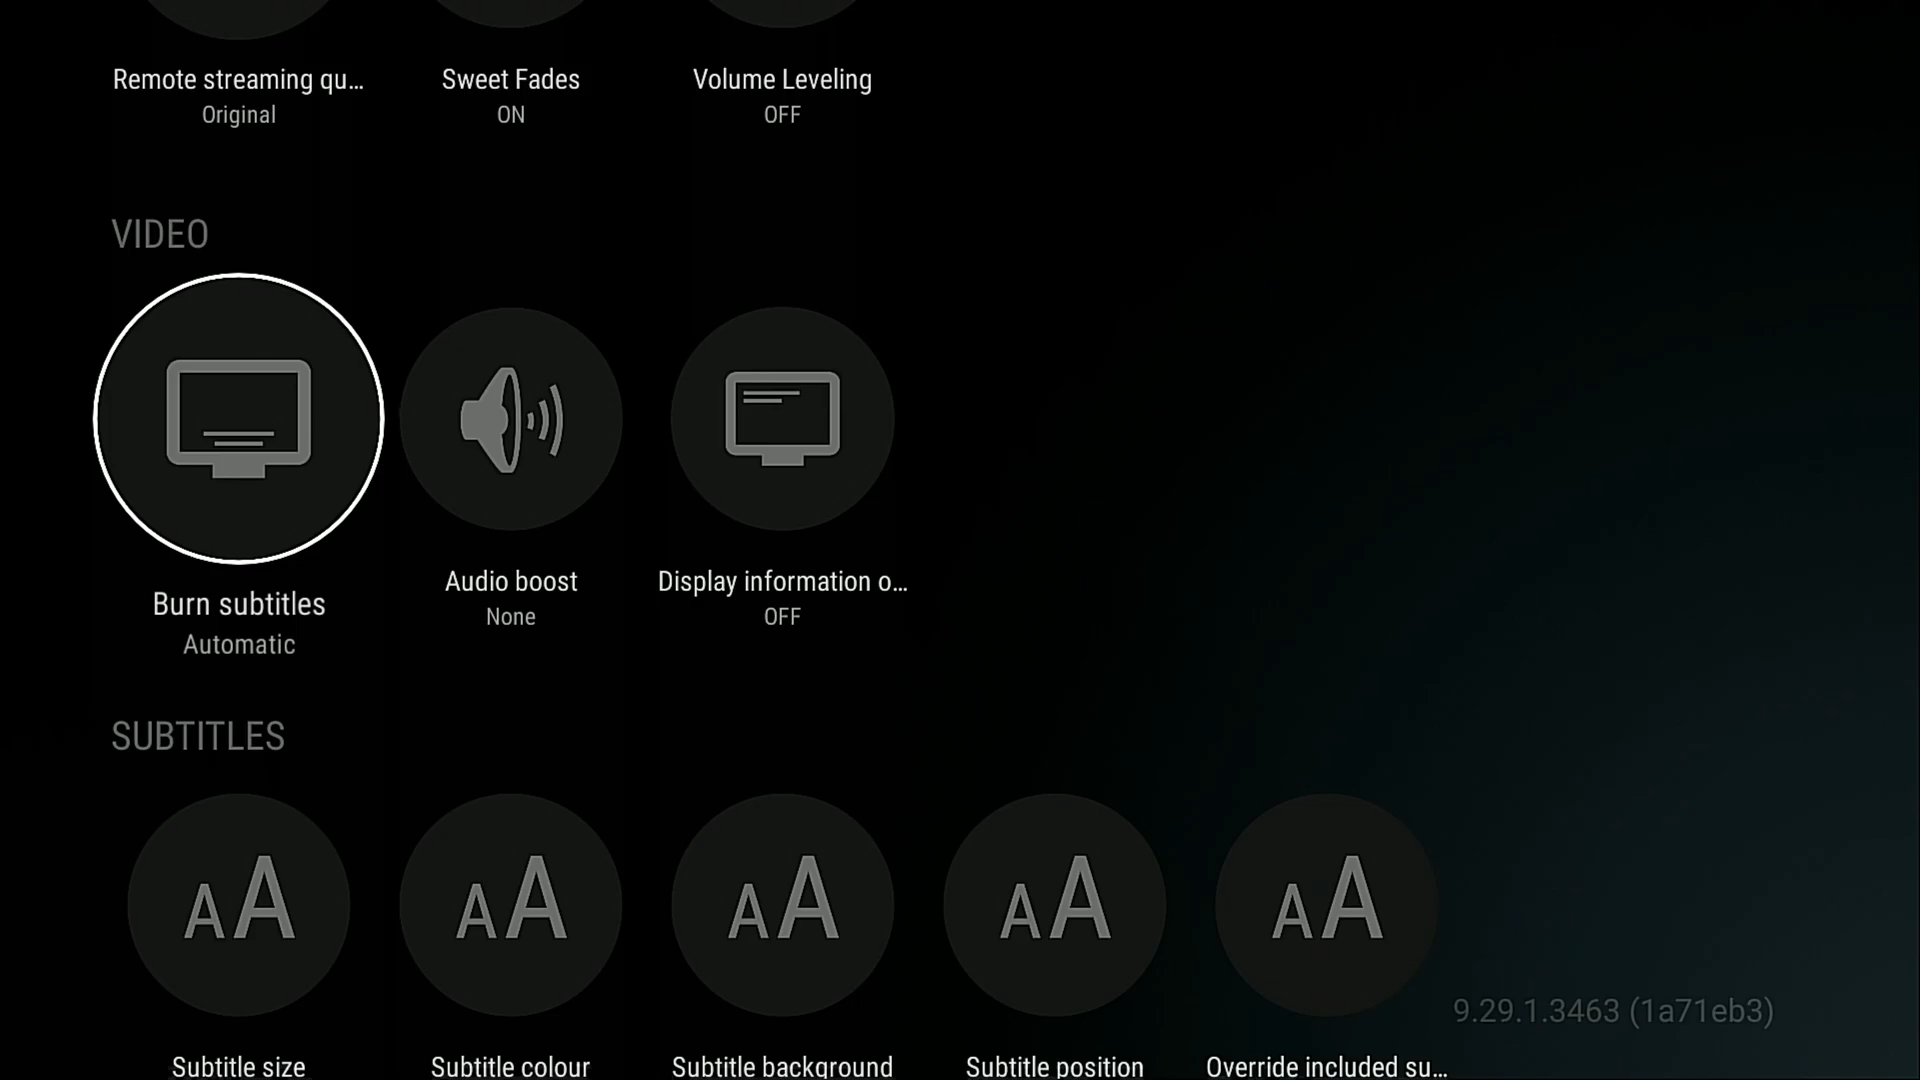 Remote streaming qu...
Sweet Fades
Volume Leveling
Original
ON
OFF
VIDEO
Burn subtitles
Automatic
Audio boost
None
Display information o...
OFF
SUBTITLES
AA
AA
AA
AA
AA
9.29.1.3463 (1a71eb3)
Subtitle size
Subtitle colour
Subtitle background
Subtitle position
Override included su...